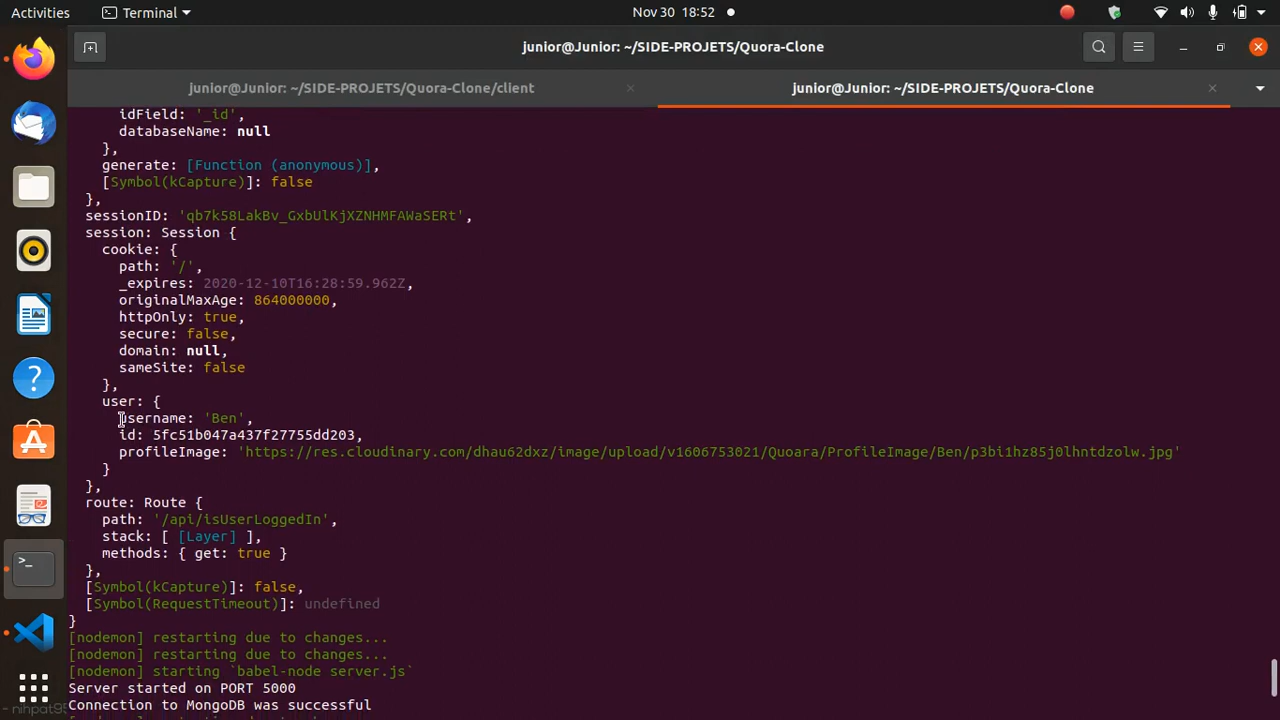 Activities
Terminal
Nov 30 18:52
junior@Junior: ~/SIDE-PROJETS/Quora-Clone
junior@Junior: ~/SIDE-PROJETS/Quora-Clone/client
junior@Junior: ~/SIDE-PROJETS/Quora-Clone
idField: '_id',
databaseName: null
},
generate: [Function (anonymous)],
[Symbol(kCapture)]: false
},
sessionID: 'qb7k58LakBv_GxbUlKjXZNHMFAWaSERt',
session: Session {
cookie: {
path: '/',
_expires: 2020-12-10T16:28:59.962Z,
originalMaxAge: 864000000,
httpOnly: true,
secure: false,
domain: null,
sameSite: false
},
user: {
username: 'Ben',
id: 5fc51b047a437f27755dd203,
profileImage: 'https://res.cloudinary.com/dhau62dxz/image/upload/v1606753021/Quoara/ProfileImage/Ben/p3bi1hz85j0lhntdzolw.jpg'
}
},
route: Route {
path: '/api/isUserLoggedIn',
stack: [ [Layer] ],
methods: { get: true }
},
[Symbol(kCapture)]: false,
[Symbol(RequestTimeout)]: undefined
}
[nodemon] restarting due to changes...
[nodemon] restarting due to changes...
[nodemon] starting `babel-node server.js`
Server started on PORT 5000
Connection to MongoDB was successful